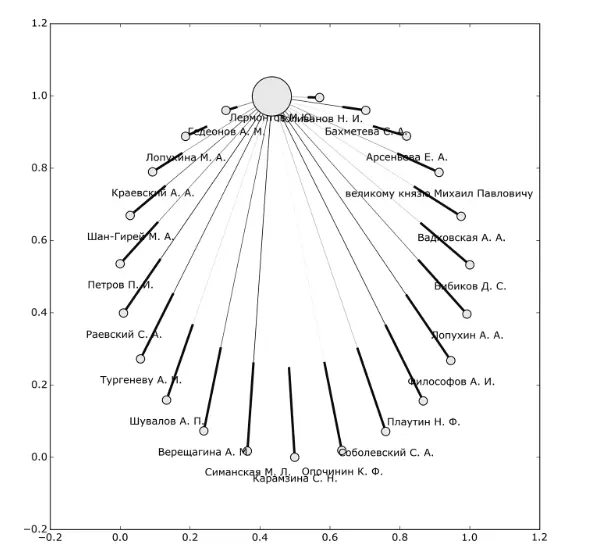 1.2
1.0
Лермонтов М. Ю.
Поливанов Н. И.
Гедеонов А. М.
Бахметева С. А.
Лопухина М. А.
Арсеньева Е. А.
0.8
Краевский А. А.
великому князю Михаил Павловичу
Шан-Гирей М. А.
Вадковская А. А.
0.6
Петров П. И.
Бибиков Д. С.
0.4
Раевский С. А.
Лопухин А. А.
Тургеневу А. И.
Философов А. И.
0.2
Шувалов А. П.
Плаутин Н. Ф.
Верещагина А. М.
Соболевский С. А.
0.0
Симанская М. Л.
Опочинин К. Ф.
Карамзина С. Н.
−0.2
−0.2 0.0 0.2 0.4 0.6 0.8 1.0 1.2